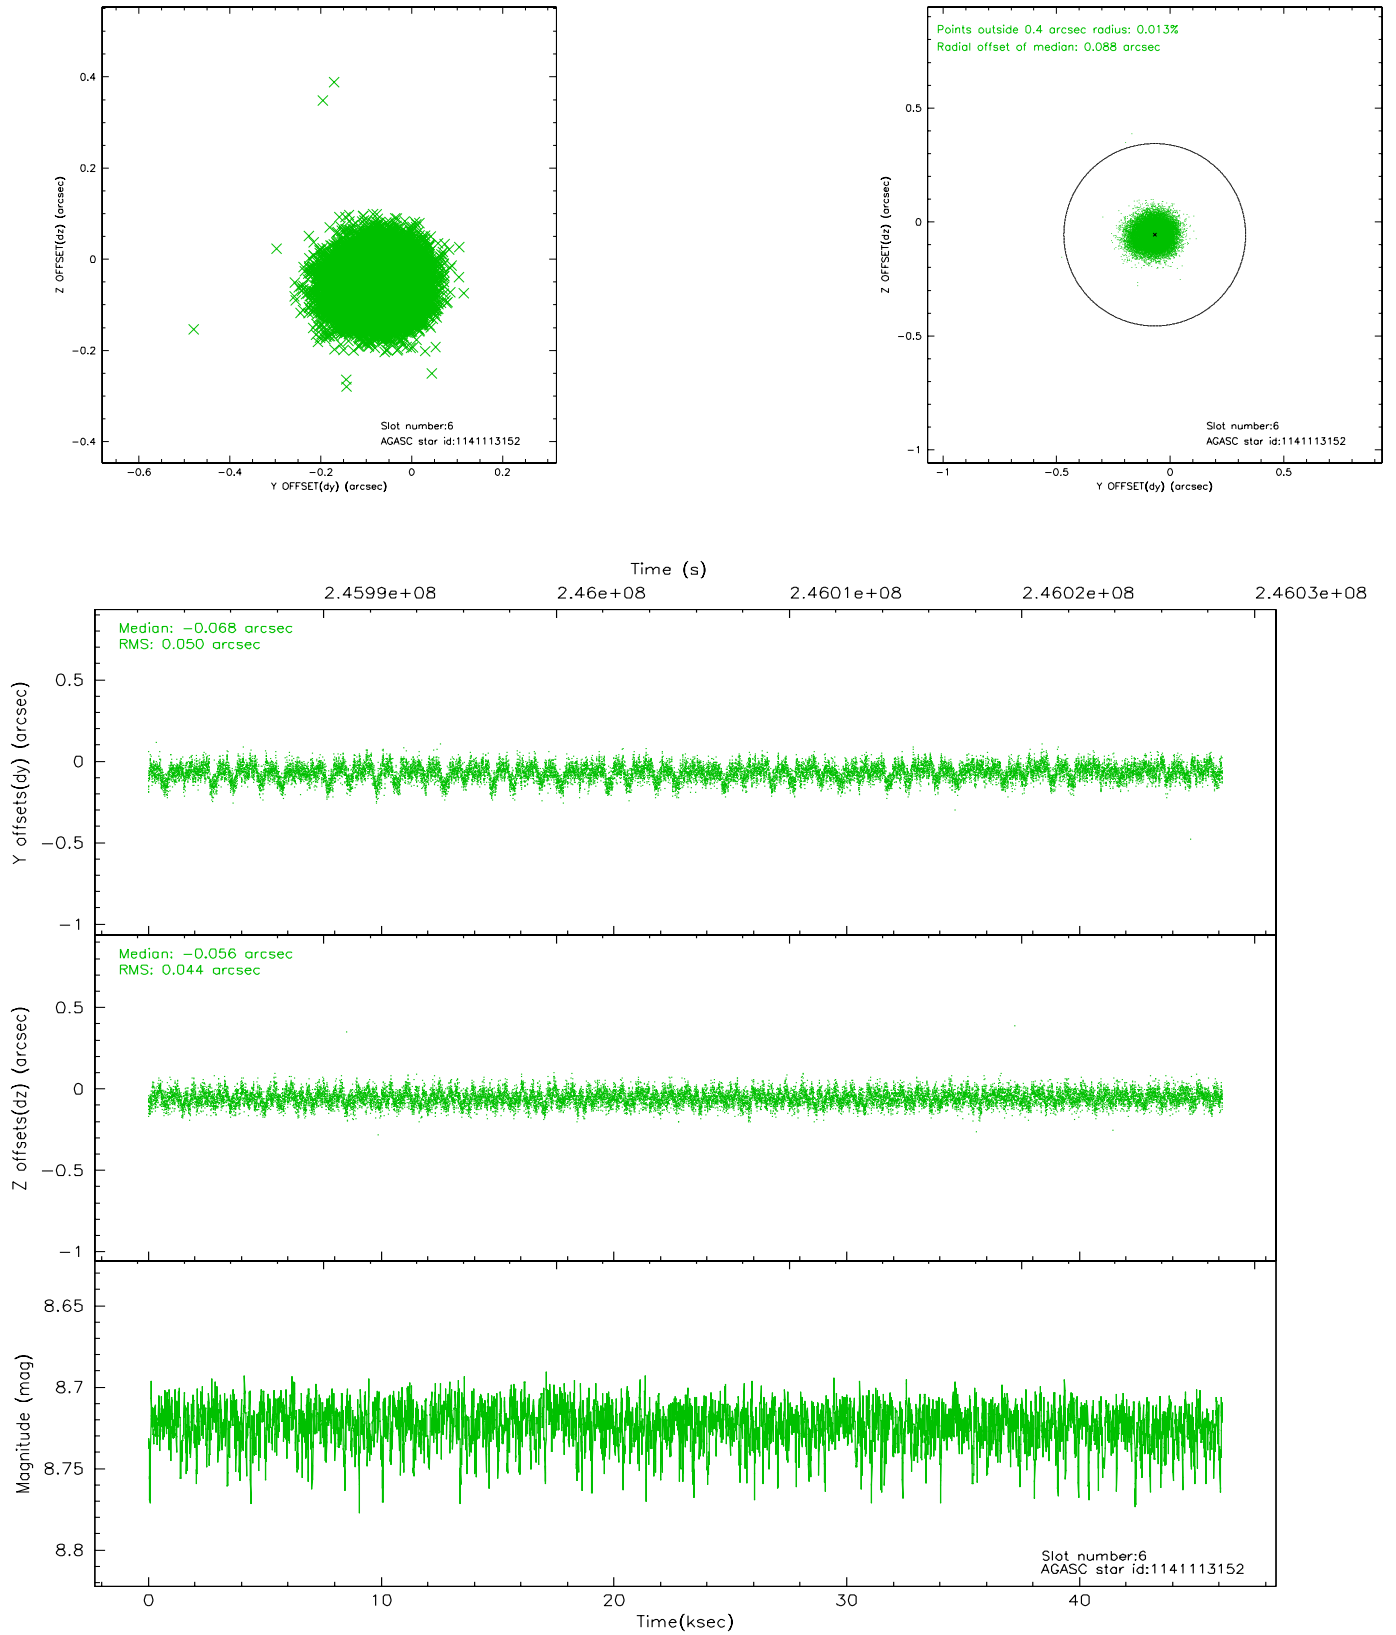 0.4
0.2
0
−0.2
−0.4
Z OFFSET(dz) (arcsec)
Slot number:6
AGASC star id:1141113152
−0.6
−0.4
−0.2
0
0.2
Y OFFSET(dy) (arcsec)
Points outside 0.4 arcsec radius: 0.013%
Radial offset of median: 0.088 arcsec
0.5
0
−0.5
−1
Z OFFSET(dz) (arcsec)
Slot number:6
AGASC star id:1141113152
−1
−0.5
0
0.5
Y OFFSET(dy) (arcsec)
Time (s)
2.4599e+08
2.46e+08
2.4601e+08
2.4602e+08
2.4603e+08
Median: −0.068 arcsec
RMS: 0.050 arcsec
0.5
0
−0.5
−1
Y offsets(dy) (arcsec)
Median: −0.056 arcsec
RMS: 0.044 arcsec
0.5
0
−0.5
−1
Z offsets(dz) (arcsec)
8.65
8.7
8.75
8.8
Magnitude (mag)
Slot number:6
AGASC star id:1141113152
0
10
20
30
40
Time(ksec)